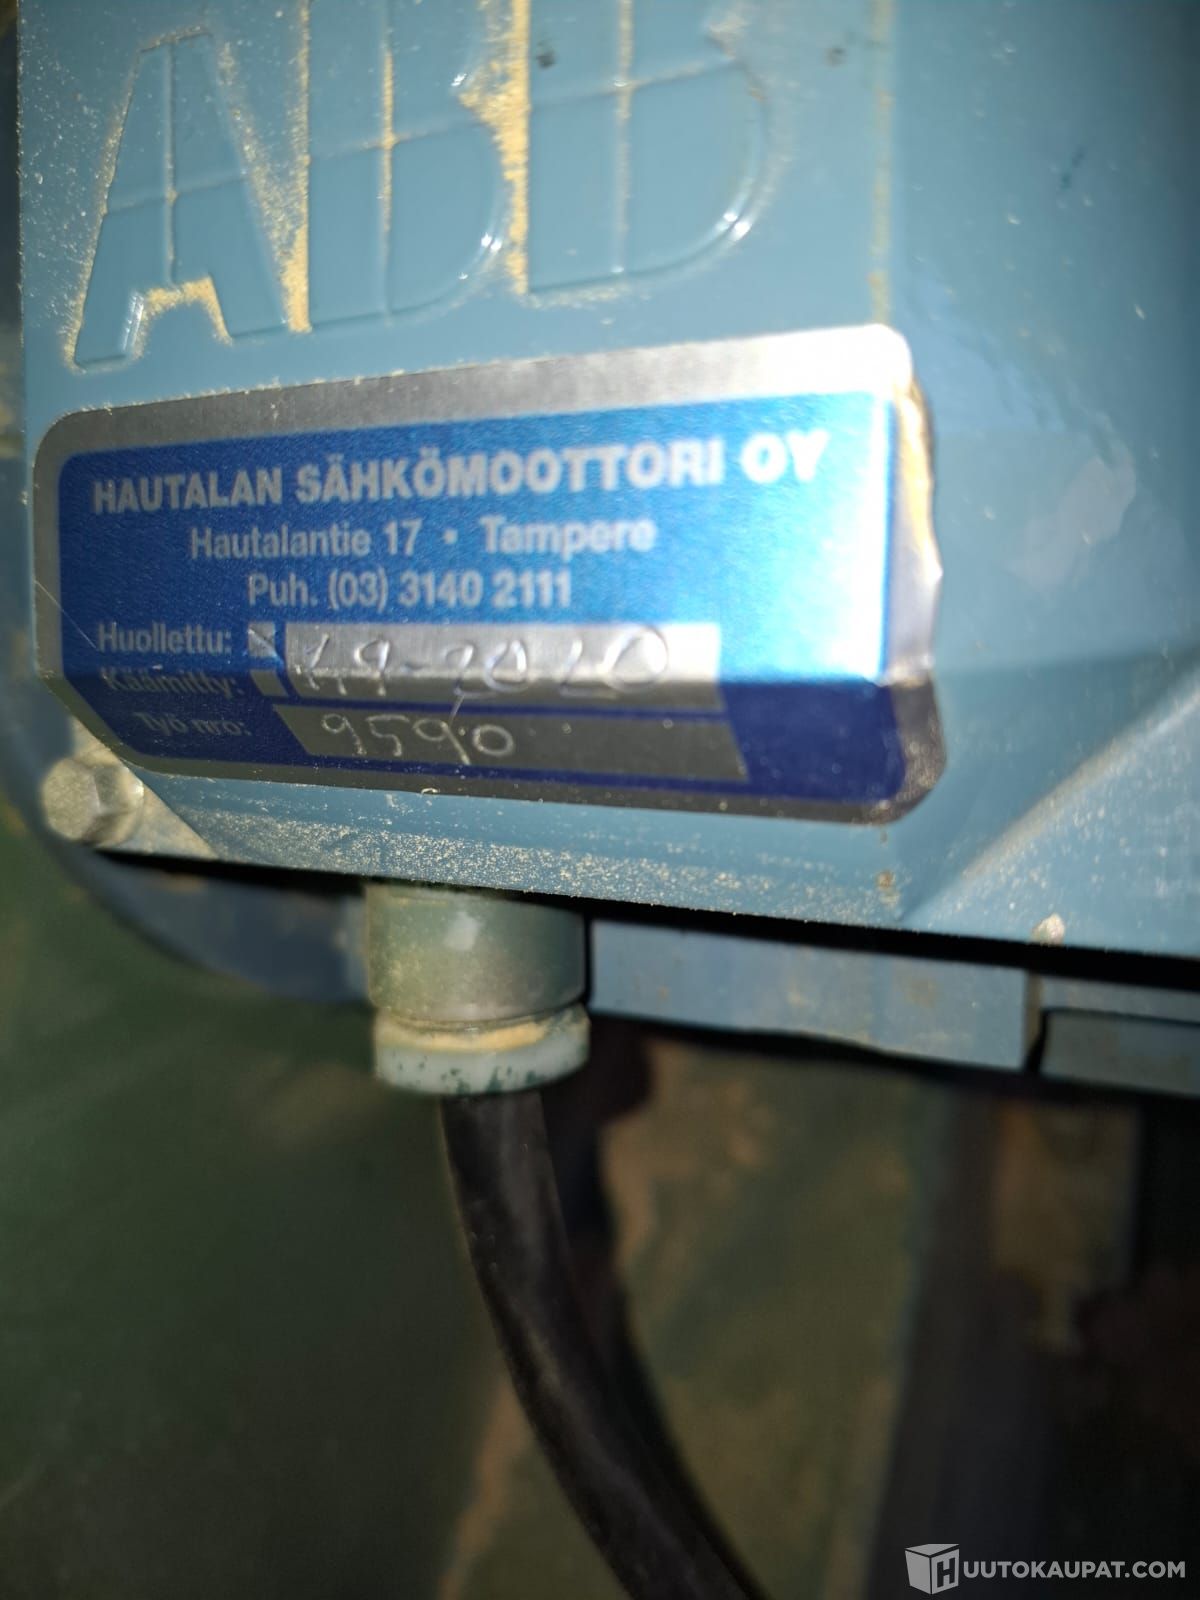 ABB
HAUTALAN SÄHKÖMOOTTORI OY
Hautalantie 17 • Tampere
Puh. (03) 3140 2111
Huollettu:
Käämitty:
Työ nro: 9590
HUUTOKAUPAT.COM